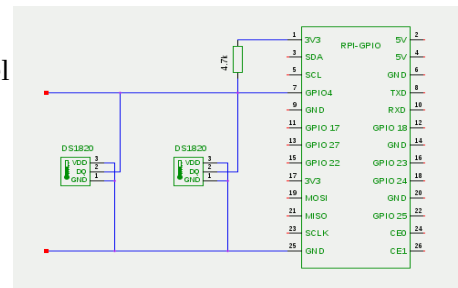 ol
4.7k
RPI-GPIO
1 3V3 5V 2
3 SDA 5V 4
5 SCL GND 6
7 GPIO4 TXD 8
9 GND RXD 10
11 GPIO 17 GPIO 18 12
13 GPIO 27 GND 14
15 GPIO 22 GPIO 23 16
17 3V3 GPIO 24 18
19 MOSI GND 20
21 MISO GPIO 25 22
23 SCLK CE0 24
25 GND CE1 26
DS1820
VDD 3
DQ 2
GND 1
DS1820
VDD 3
DQ 2
GND 1